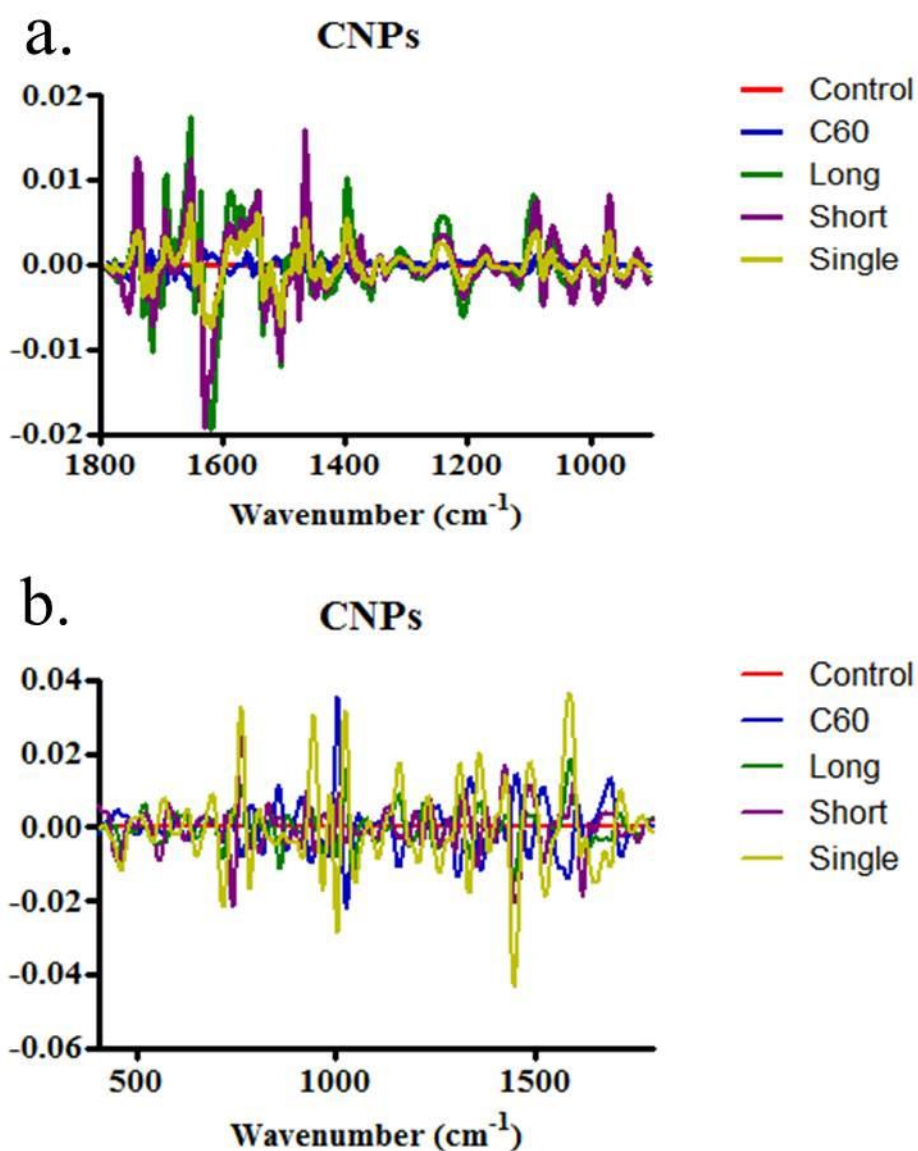 a.
CNPs
0.02
0.01
0.00
-0.01
-0.02
1800 1600 1400 1200 1000
Wavenumber (cm⁻¹)
Control
C60
Long
Short
Single
b.
CNPs
0.04
0.02
0.00
-0.02
-0.04
-0.06
500 1000 1500
Wavenumber (cm⁻¹)
Control
C60
Long
Short
Single